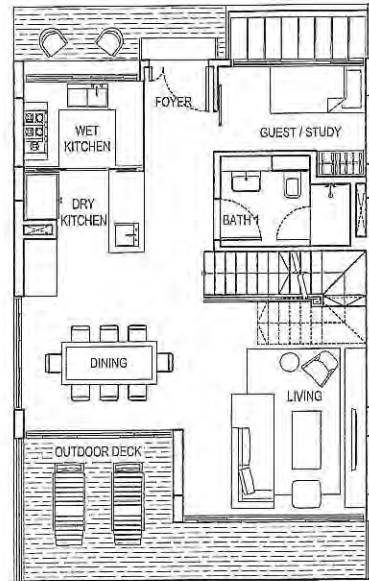 FOYER
WET
KITCHEN
GUEST / STUDY
DRY
KITCHEN
BATH 1
DINING
LIVING
OUTDOOR DECK